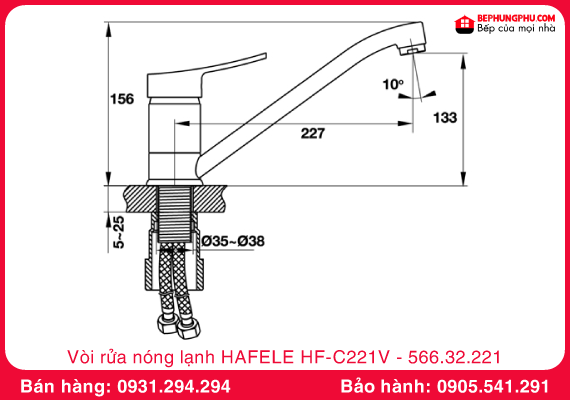 BEPHUNGPHU.COM
Bếp của mọi nhà
156
10°
133
227
5~25
Ø35~Ø38
Vòi rửa nóng lạnh HAFELE HF-C221V - 566.32.221
Bán hàng: 0931.294.294
Bảo hành: 0905.541.291